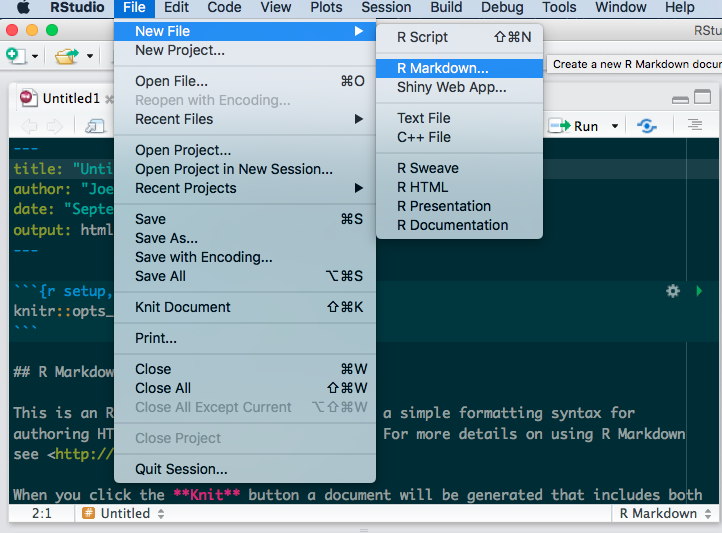 RStudio File Edit Code View Plots Session Build Debug Tools Window Help
RStu
New File
New Project...
Open File... ⌘O
Reopen with Encoding...
Recent Files
Open Project...
Open Project in New Session...
Recent Projects
Save ⌘S
Save As...
Save with Encoding...
Save All ⌥⌘S
Knit Document ⇧⌘K
Print...
Close ⌘W
Close All ⇧⌘W
Close All Except Current ⌥⇧⌘W
Close Project
Quit Session...
R Script ⇧⌘N
R Markdown...
Shiny Web App...
Text File
C++ File
R Sweave
R HTML
R Presentation
R Documentation
Create a new R Markdown docum
Untitled1
Run
---
title: "Unti
author: "Joe
date: "Septe
output: html
---
```{r setup,
knitr::opts_
```
## R Markdow
This is an R a simple formatting syntax for
authoring HT For more details on using R Markdown
see <http://
When you click the **Knit** button a document will be generated that includes both
2:1 # Untitled R Markdown